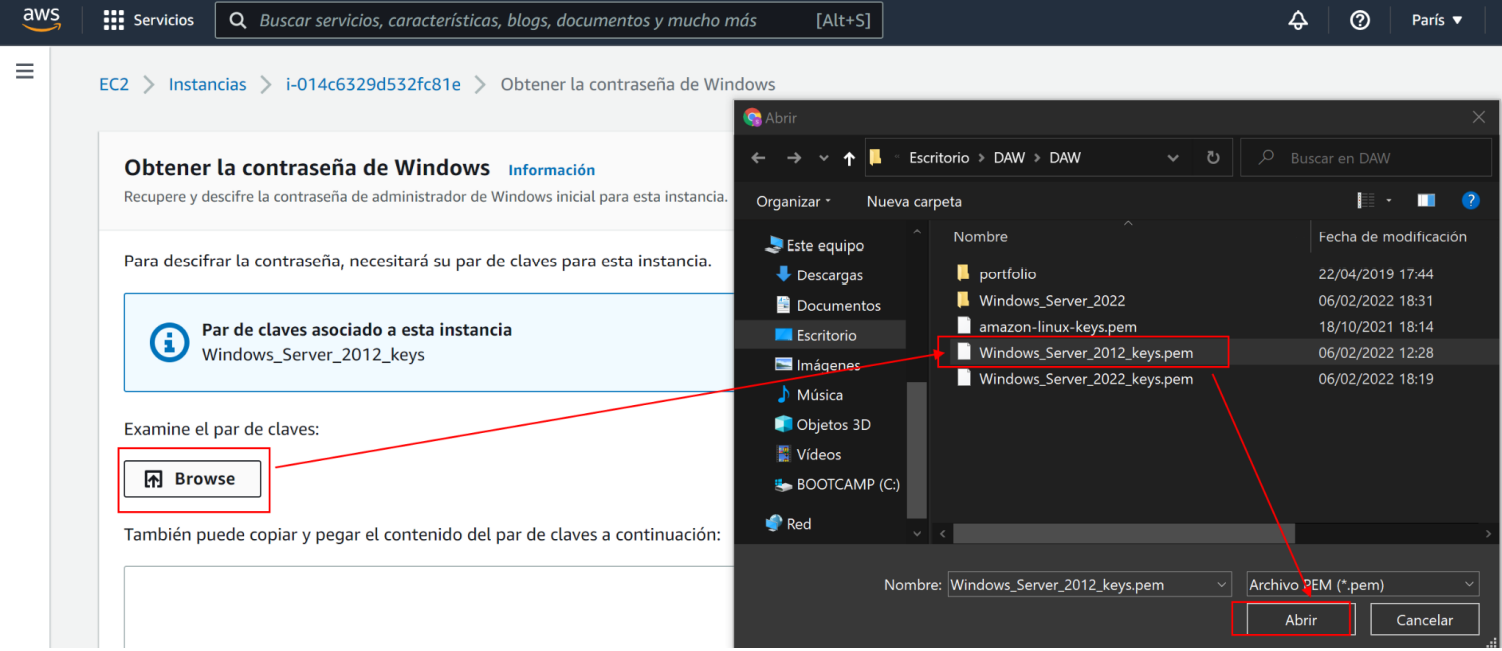 aws
Servicios
Buscar servicios, características, blogs, documentos y mucho más
[Alt+S]
París
EC2
Instancias
i-014c6329d532fc81e
Obtener la contraseña de Windows
Obtener la contraseña de Windows
Información
Recupere y descifre la contraseña de administrador de Windows inicial para esta instancia.
Para descifrar la contraseña, necesitará su par de claves para esta instancia.
Par de claves asociado a esta instancia
Windows_Server_2012_keys
Examine el par de claves:
Browse
También puede copiar y pegar el contenido del par de claves a continuación:
Abrir
Escritorio > DAW > DAW
Buscar en DAW
Organizar
Nueva carpeta
Este equipo
Descargas
Documentos
Escritorio
Imágenes
Música
Objetos 3D
Vídeos
BOOTCAMP (C:)
Red
Nombre
Fecha de modificación
portfolio
22/04/2019 17:44
Windows_Server_2022
06/02/2022 18:31
amazon-linux-keys.pem
18/10/2021 18:14
Windows_Server_2012_keys.pem
06/02/2022 12:28
Windows_Server_2022_keys.pem
06/02/2022 18:19
Nombre:
Windows_Server_2012_keys.pem
Archivo PEM (*.pem)
Abrir
Cancelar